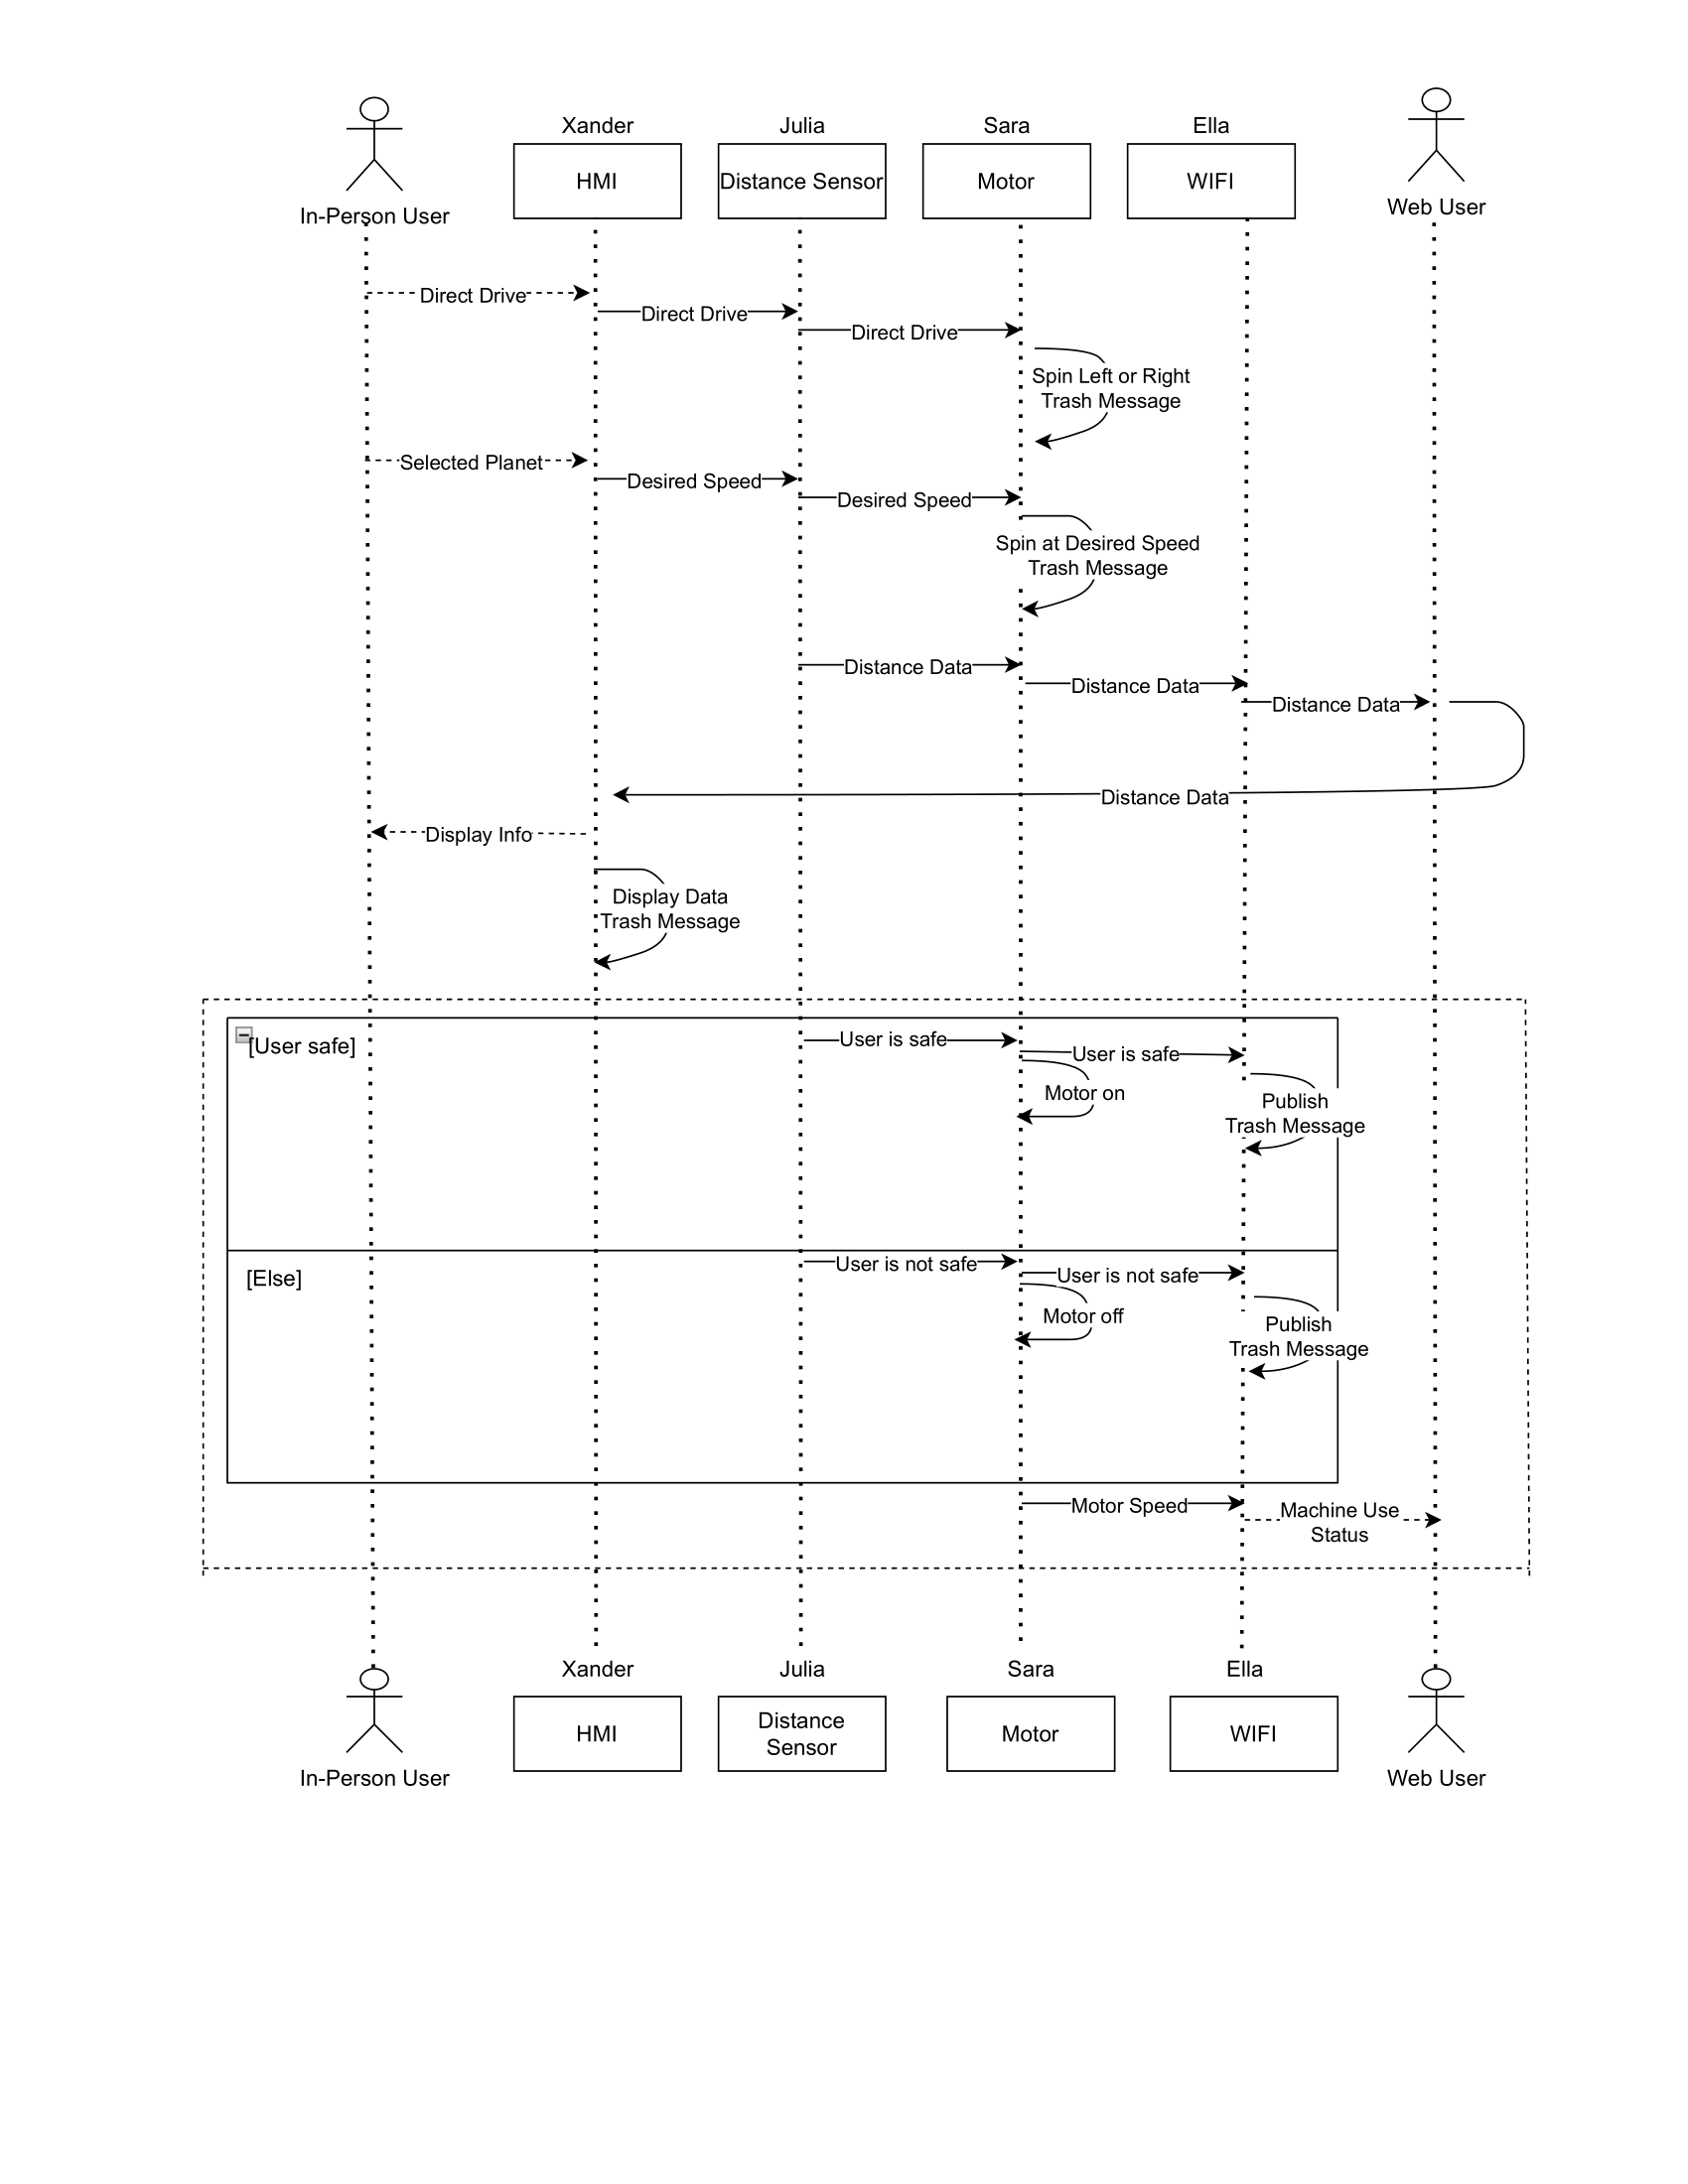 Xander
Julia
Sara
Ella
HMI
Distance Sensor
Motor
WIFI
In-Person User
Web User
Direct Drive
Direct Drive
Direct Drive
Spin Left or Right
Trash Message
Selected Planet
Desired Speed
Desired Speed
Spin at Desired Speed
Trash Message
Distance Data
Distance Data
Distance Data
Distance Data
Display Info
Display Data
Trash Message
[User safe]
User is safe
User is safe
Motor on
Publish
Trash Message
[Else]
User is not safe
User is not safe
Motor off
Publish
Trash Message
Motor Speed
Machine Use
Status
Xander
Julia
Sara
Ella
HMI
Distance
Sensor
Motor
WIFI
In-Person User
Web User